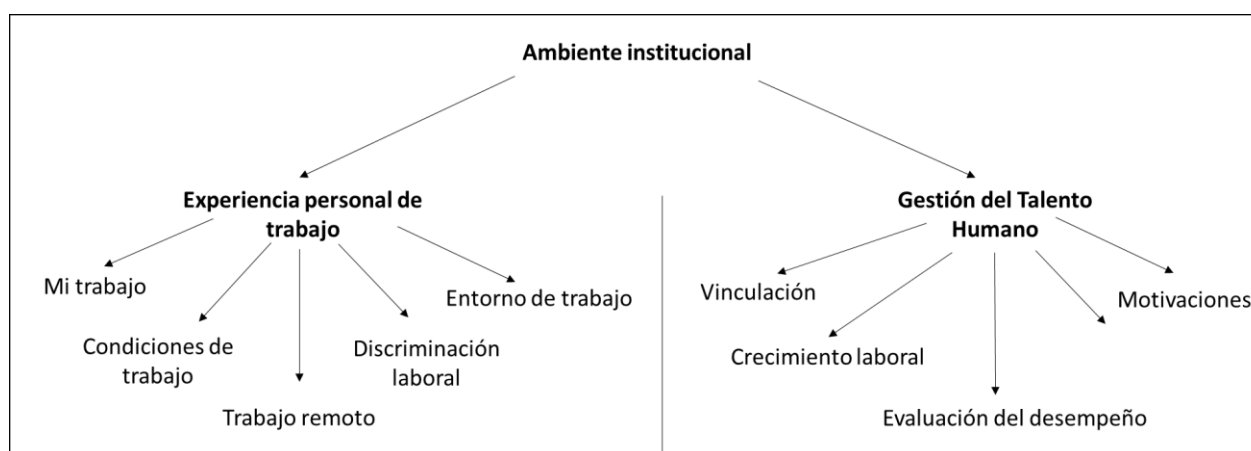 Ambiente institucional
Experiencia personal de
trabajo
Mi trabajo
Condiciones de
trabajo
Trabajo remoto
Discriminación
laboral
Entorno de trabajo
Gestión del Talento
Humano
Vinculación
Crecimiento laboral
Evaluación del desempeño
Motivaciones